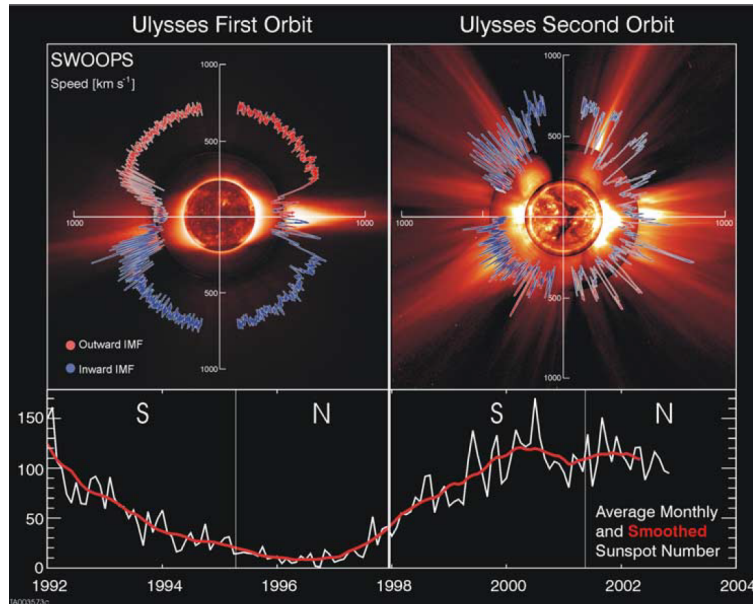 Ulysses First Orbit
Ulysses Second Orbit
SWOOPS
Speed [km s⁻¹]
1000
500
1000
1000
500
1000
Outward IMF
Inward IMF
1000
500
1000
1000
500
1000
S N S N
150
100
50
0
Average Monthly
and Smoothed
Sunspot Number
1992 1994 1996 1998 2000 2002 2004